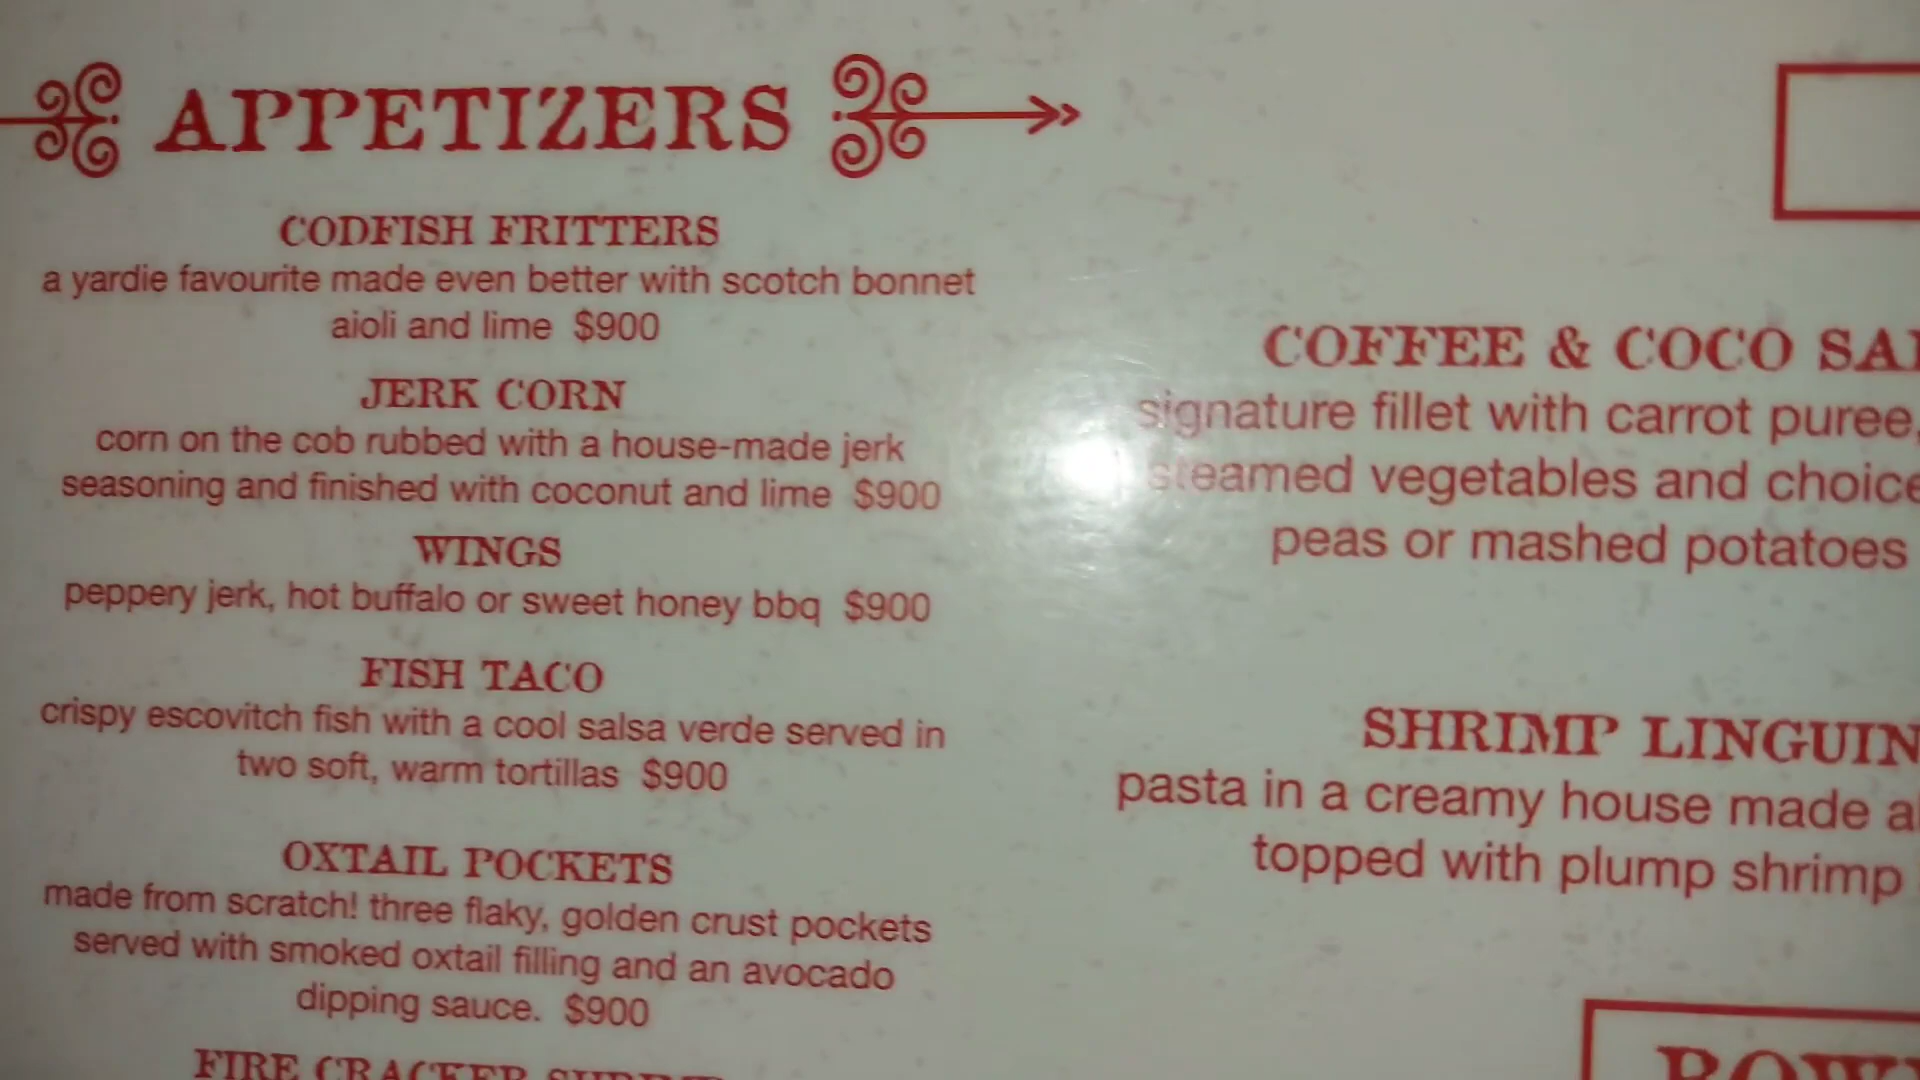 APPETIZERS
CODFISH FRITTERS
a yardie favourite made even better with scotch bonnet
aioli and lime $900
JERK CORN
corn on the cob rubbed with a house-made jerk
seasoning and finished with coconut and lime $900
WINGS
peppery jerk, hot buffalo or sweet honey bbq $900
FISH TACO
crispy escovitch fish with a cool salsa verde served in
two soft, warm tortillas $900
OXTAIL POCKETS
made from scratch! three flaky, golden crust pockets
served with smoked oxtail filling and an avocado
dipping sauce. $900
FIRE CRACKER
COFFEE & COCO
signature fillet with carrot puree,
steamed vegetables and choice
peas or mashed potatoes
SHRIMP
pasta in a creamy house made
topped with plump shrimp